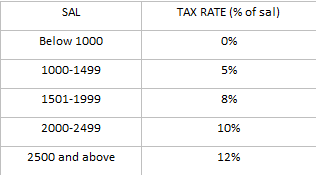 SAL TAX RATE (% of sal)
Below 1000 0%
1000-1499 5%
1501-1999 8%
2000-2499 10%
2500 and above 12%